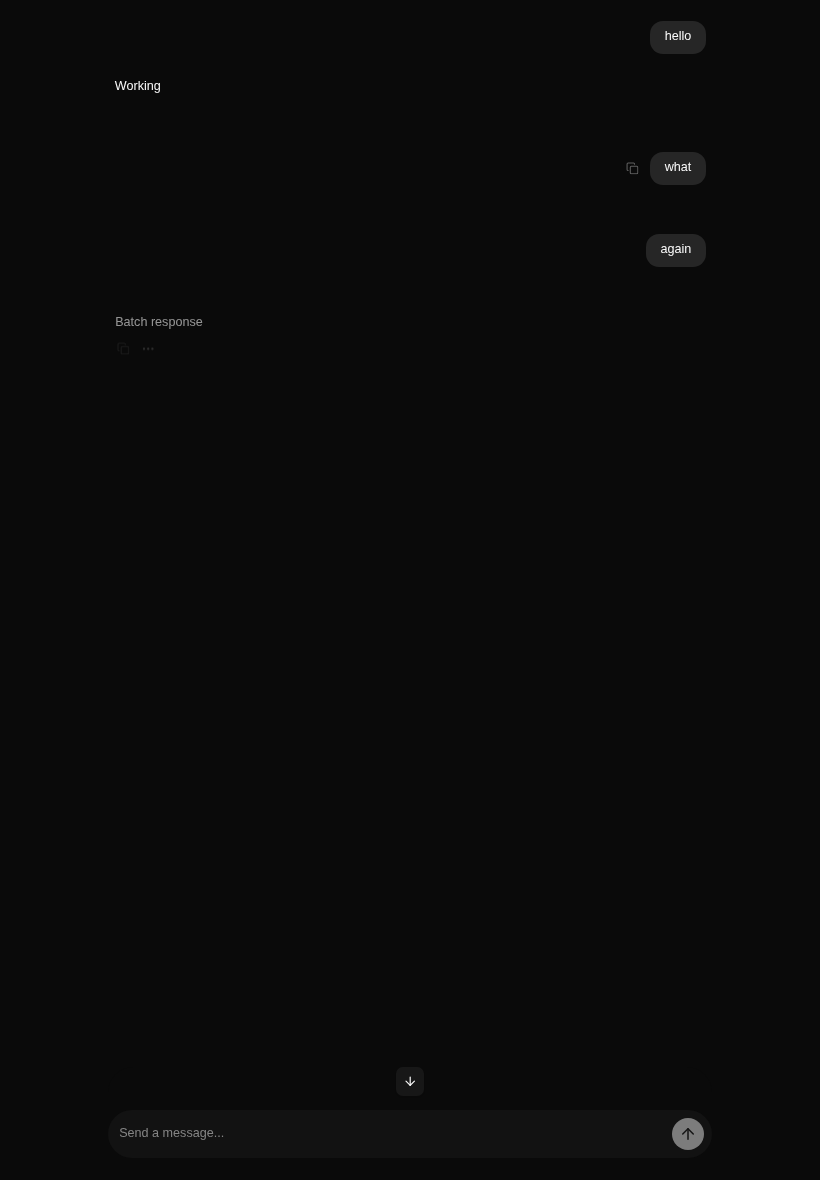 hello
Working
what
again
Batch response
Send a message...